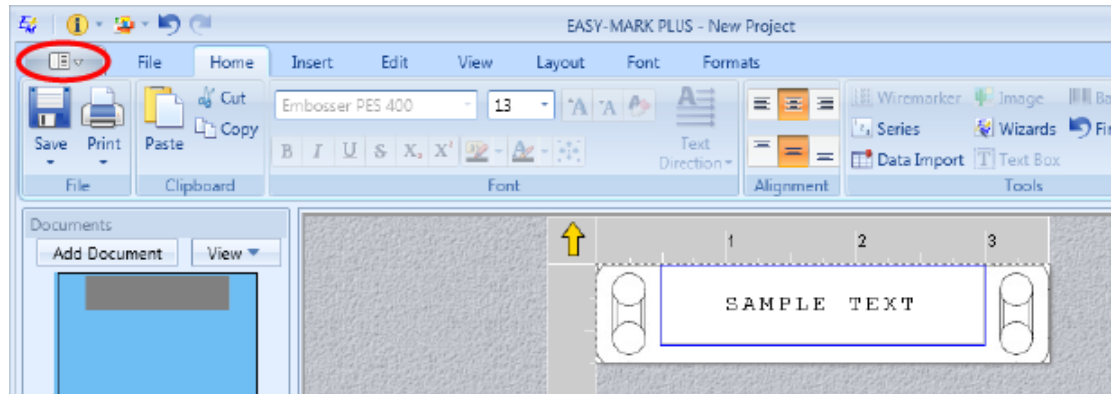 EASY-MARK PLUS - New Project
File Home Insert Edit View Layout Font Formats
Save Print Paste Cut Copy
Embosser PES 400 13
B I U S X, X²
Text Direction
Wiremarker Image
Series Wizards
Data Import Text Box
File Clipboard Font Alignment Tools
Documents
Add Document View
1 2 3
SAMPLE TEXT